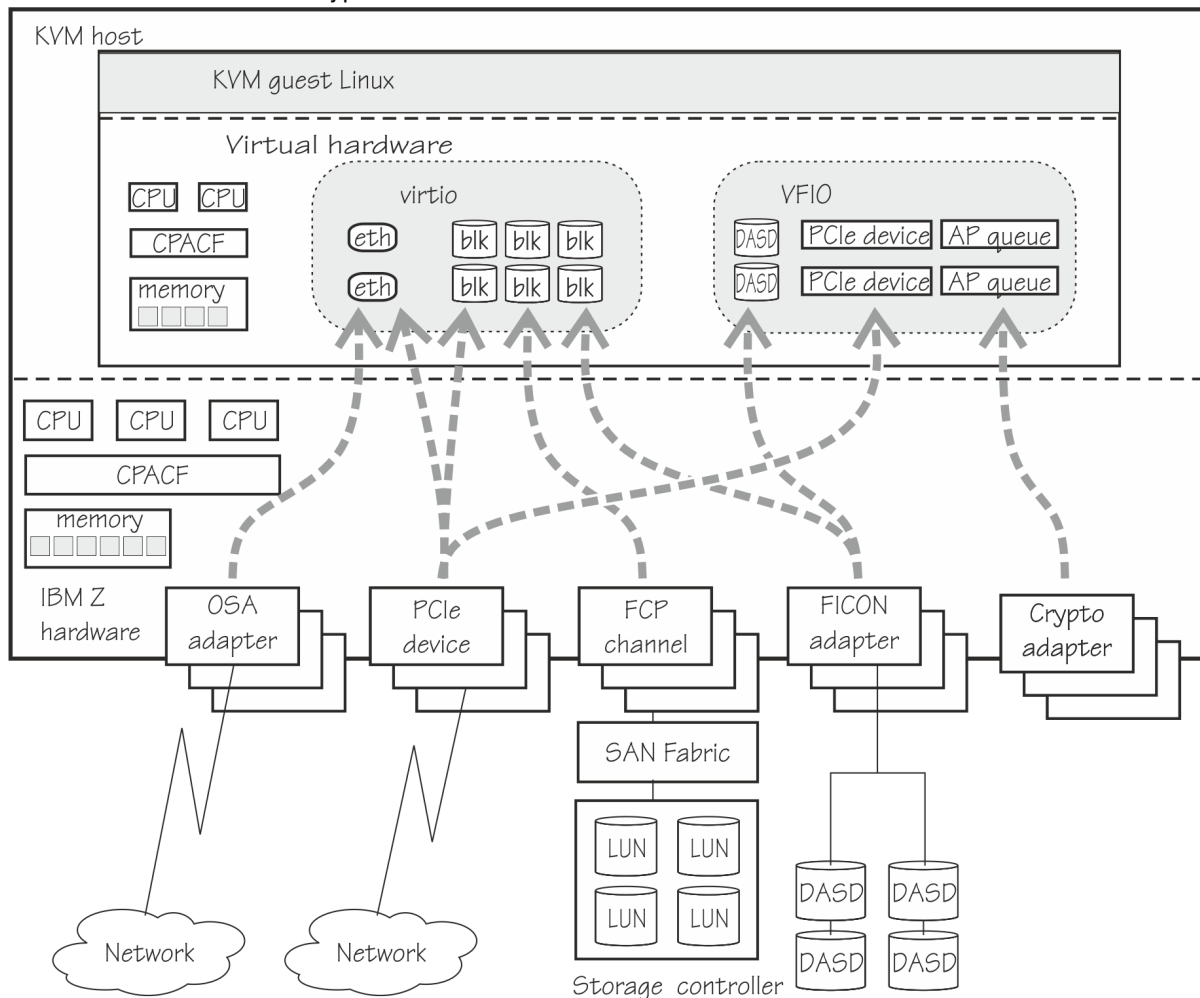 KVM host
KVM guest Linux
Virtual hardware
virtio
VFIO
CPU CPU
CPACF
memory
eth blk blk blk
eth blk blk blk
DASD PCIe device AP queue
DASD PCIe device AP queue
CPU CPU CPU
CPACF
memory
IBM Z
hardware
OSA
adapter
PCIe
device
FCP
channel
FICON
adapter
Crypto
adapter
SAN Fabric
LUN LUN
LUN LUN
Storage controller
DASD DASD
DASD DASD
Network
Network